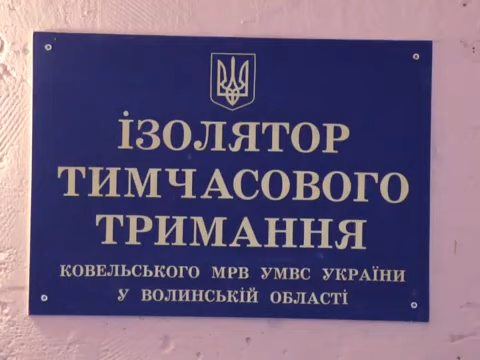 ІЗОЛЯТОР
ТИМЧАСОВОГО
ТРИМАННЯ
КОВЕЛЬСЬКОГО МРВ УМВС УКРАЇНИ
У ВОЛИНСЬКІЙ ОБЛАСТІ